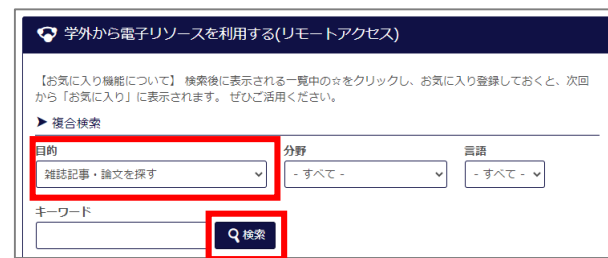 学外から電子リソースを利用する(リモートアクセス)
【お気に入り機能について】 検索後に表示される一覧中の☆をクリックし、お気に入り登録しておくと、次回
から「お気に入り」に表示されます。 ぜひご活用ください。
➤ 複合検索
目的 分野 言語
雑誌記事・論文を探す - すべて - - すべて -
キーワード
検索